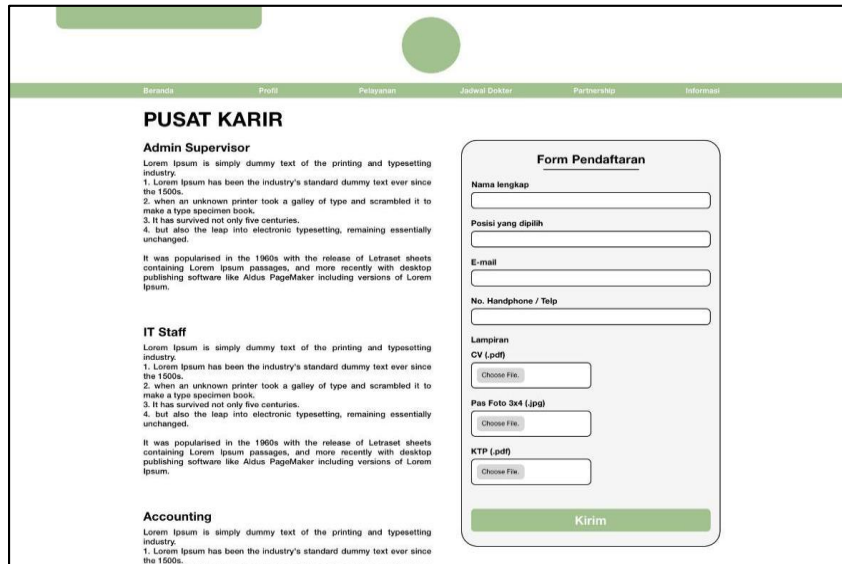 Beranda Profil Pelayanan Jadwal Dokter Partnership Informasi
PUSAT KARIR
Admin Supervisor
Lorem Ipsum is simply dummy text of the printing and typesetting
industry.
1. Lorem Ipsum has been the industry's standard dummy text ever since
the 1500s.
2. when an unknown printer took a galley of type and scrambled it to
make a type specimen book.
3. It has survived not only five centuries.
4. but also the leap into electronic typesetting, remaining essentially
unchanged.
It was popularised in the 1960s with the release of Letraset sheets
containing Lorem Ipsum passages, and more recently with desktop
publishing software like Aldus PageMaker including versions of Lorem
Ipsum.
IT Staff
Lorem Ipsum is simply dummy text of the printing and typesetting
industry.
1. Lorem Ipsum has been the industry's standard dummy text ever since
the 1500s.
2. when an unknown printer took a galley of type and scrambled it to
make a type specimen book.
3. It has survived not only five centuries.
4. but also the leap into electronic typesetting, remaining essentially
unchanged.
It was popularised in the 1960s with the release of Letraset sheets
containing Lorem Ipsum passages, and more recently with desktop
publishing software like Aldus PageMaker including versions of Lorem
Ipsum.
Accounting
Lorem Ipsum is simply dummy text of the printing and typesetting
industry.
1. Lorem Ipsum has been the industry's standard dummy text ever since
the 1500s.
Form Pendaftaran
Nama lengkap
Posisi yang dipilih
E-mail
No. Handphone / Telp
Lampiran
CV (.pdf)
Choose File.
Pas Foto 3x4 (.jpg)
Choose File.
KTP (.pdf)
Choose File.
Kirim